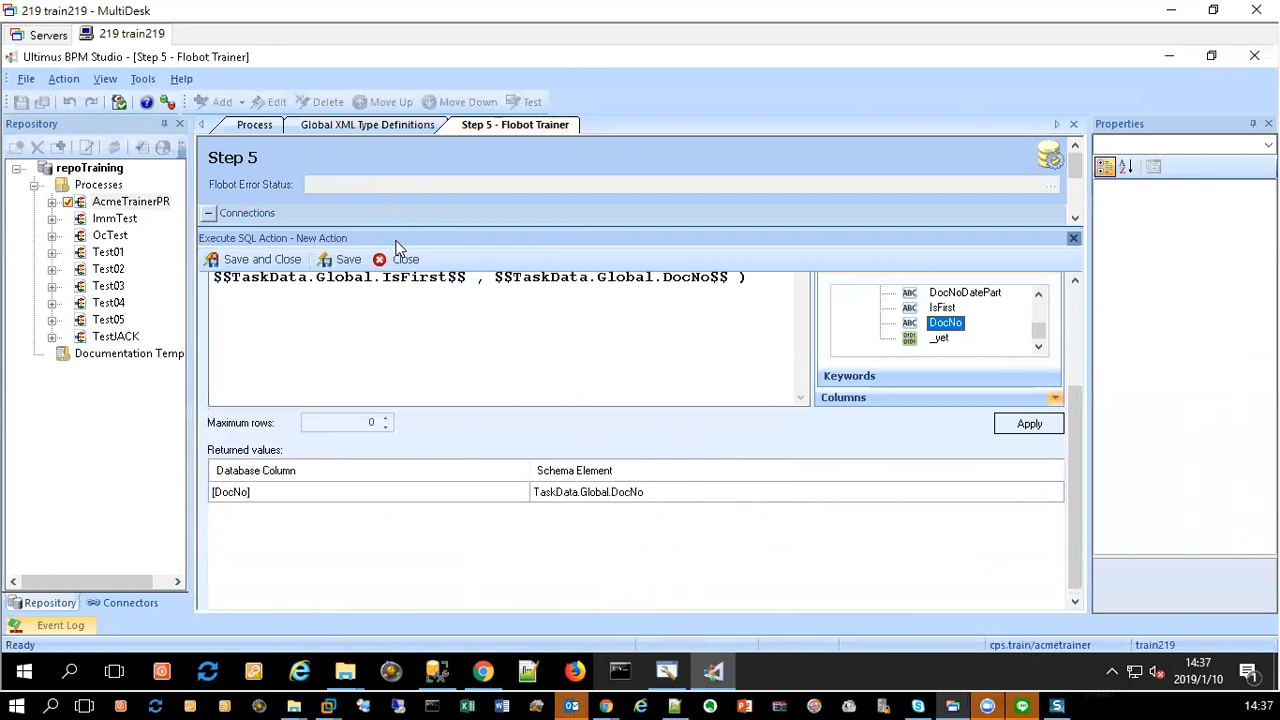 219 train219 - MultiDesk
Servers
219 train219
Ultimus BPM Studio - [Step 5 - Flobot Trainer]
File Action View Tools Help
Add Edit Delete Move Up Move Down Test
Repository
Process
Global XML Type Definitions
Step 5 - Flobot Trainer
Properties
repoTraining
Processes
AcmeTrainerPR
ImmTest
OcTest
Test01
Test02
Test03
Test04
Test05
TestJACK
Documentation Temp
Step 5
Flobot Error Status:
Connections
Execute SQL Action - New Action
Save and Close Save Close
$$TaskData.Global.IsFirst$$ , $$TaskData.Global.DocNo$$ )
DocNoDatePart
IsFirst
DocNo
_yet
Keywords
Columns
Maximum rows: 0
Apply
Returned values:
Database Column Schema Element
[DocNo] TaskData.Global.DocNo
Repository Connectors
Event Log
Ready
cps.train/acmetrainer train219
14:37
2019/1/10
14:37